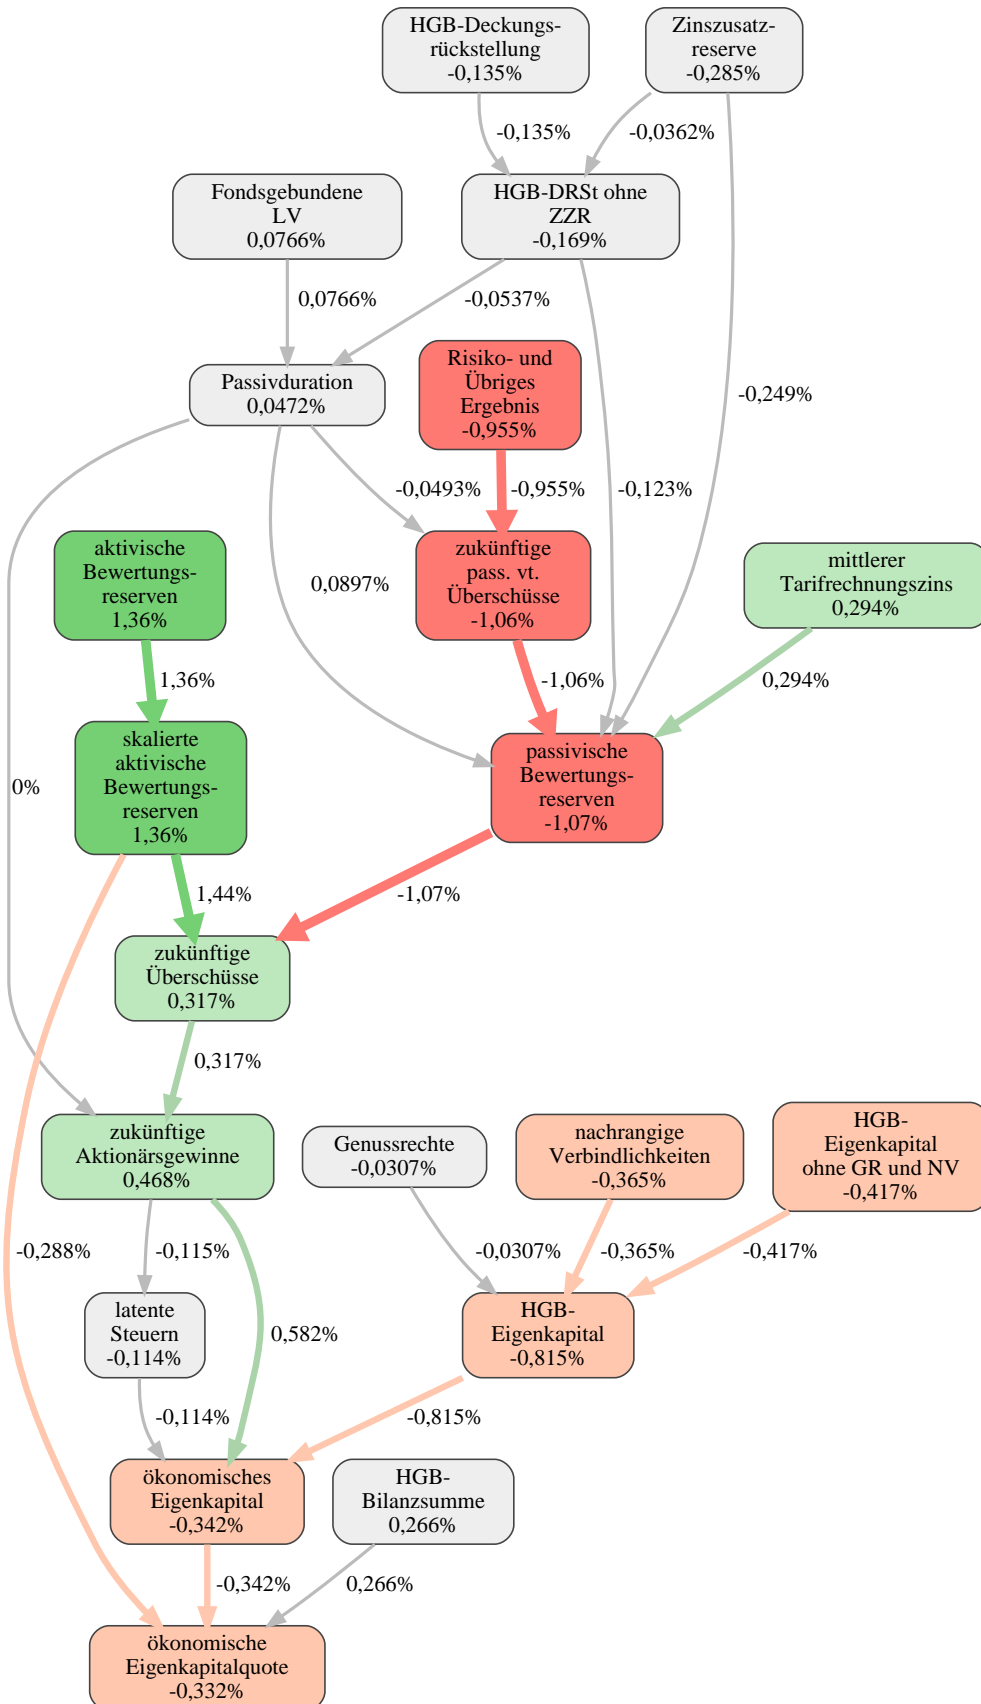 HGB-Deckungs-
rückstellung
-0,135%
Zinszusatz-
reserve
-0,285%
-0,135%
-0,0362%
Fondsgebundene
LV
0,0766%
HGB-DRSt ohne
ZZR
-0,169%
0,0766%
-0,0537%
Passivduration
0,0472%
Risiko- und
Übriges
Ergebnis
-0,955%
-0,249%
-0,0493%
-0,955%
-0,123%
aktivische
Bewertungs-
reserven
1,36%
0,0897%
zukünftige
pass. vt.
Überschüsse
-1,06%
mittlerer
Tarifrechnungszins
0,294%
1,36%
-1,06%
0,294%
0%
skalierte
aktivische
Bewertungs-
reserven
1,36%
passivische
Bewertungs-
reserven
-1,07%
1,44%
-1,07%
zukünftige
Überschüsse
0,317%
0,317%
zukünftige
Aktionärsgewinne
0,468%
Genussrechte
-0,0307%
nachrangige
Verbindlichkeiten
-0,365%
HGB-
Eigenkapital
ohne GR und NV
-0,417%
-0,288%
-0,115%
-0,0307%
-0,365%
-0,417%
latente
Steuern
-0,114%
0,582%
HGB-
Eigenkapital
-0,815%
-0,114%
-0,815%
ökonomisches
Eigenkapital
-0,342%
HGB-
Bilanzsumme
0,266%
-0,342%
0,266%
ökonomische
Eigenkapitalquote
-0,332%